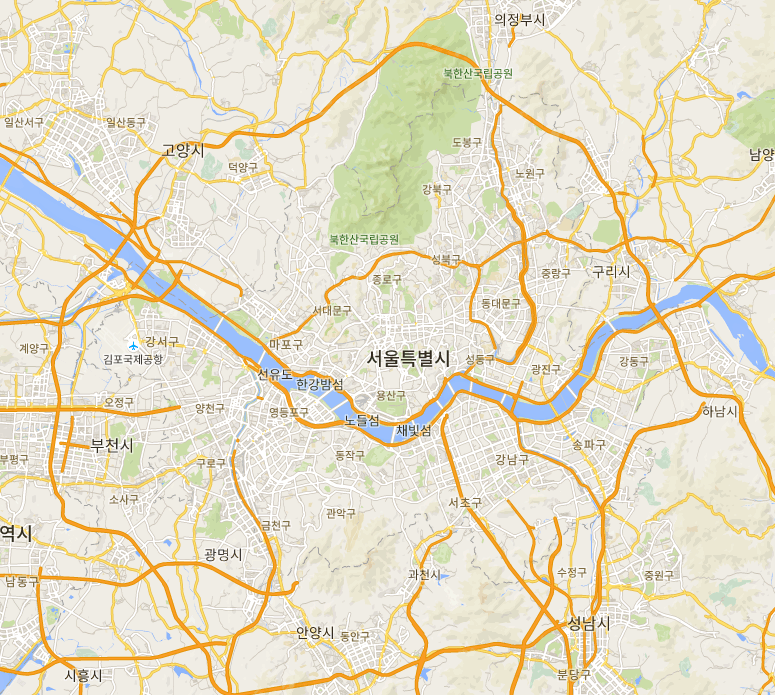 의정부시
북한산국립공원
일산서구
일산동구
고양시
도봉구
남양
덕양구
노원구
강북구
북한산국립공원
성북구
중랑구
구리시
종로구
동대문구
서대문구
강서구
마포구
계양구
김포국제공항
서울특별시
성동구
강동구
광진구
선유도
한강밤섬
용산구
오정구
양천구
영등포구
하남시
노들섬
채빛섬
부천시
송파구
부평구
구로구
동작구
강남구
소사구
서초구
관악구
금천구
역시
광명시
남동구
과천시
수정구
중원구
성남시
안양시
동안구
시흥시
분당구